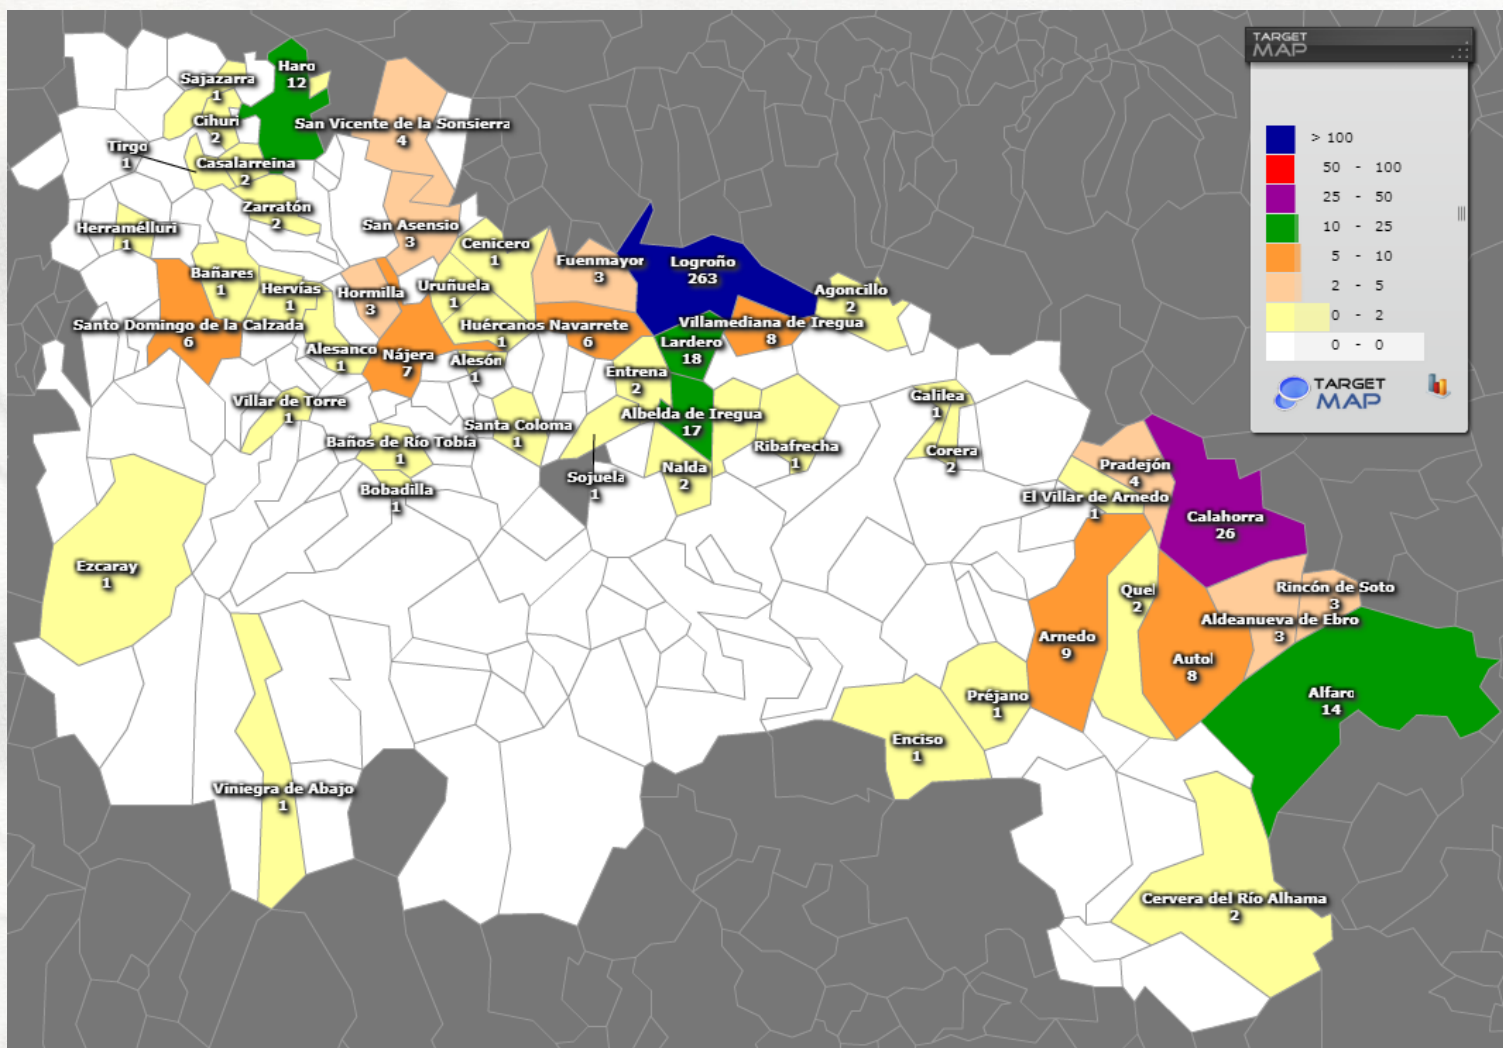 TARGET
MAP
> 100
50 - 100
25 - 50
10 - 25
5 - 10
2 - 5
0 - 2
0 - 0
TARGET
MAP
Haro
12
Sajazarra
1
Cihuri
2
San Vicente de la Sonsierra
4
Tirgo
1
Casalarreina
2
Zarratón
2
Herramélluri
1
San Asensio
3
Cenicero
1
Fuenmayor
3
Logroño
263
Bañares
1
Hervías
1
Hormilla
3
Uruñuela
1
Agoncillo
2
Santo Domingo de la Calzada
6
Huércanos
1
Navarrete
6
Villamediana de Iregua
8
Lardero
18
Alesanco
1
Nájera
7
Alesón
1
Entrena
2
Villar de Torre
1
Galilea
1
Albelda de Iregua
17
Santa Coloma
1
Baños de Río Tobía
1
Ribafrecha
1
Corera
2
Nalda
2
Sojuela
1
Bobadilla
1
Pradejón
4
El Villar de Arnedo
1
Calahorra
26
Ezcaray
1
Quel
2
Rincón de Soto
3
Aldeanueva de Ebro
3
Arnedo
9
Autol
8
Préjano
1
Alfaro
14
Enciso
1
Viniegra de Abajo
1
Cervera del Río Alhama
2